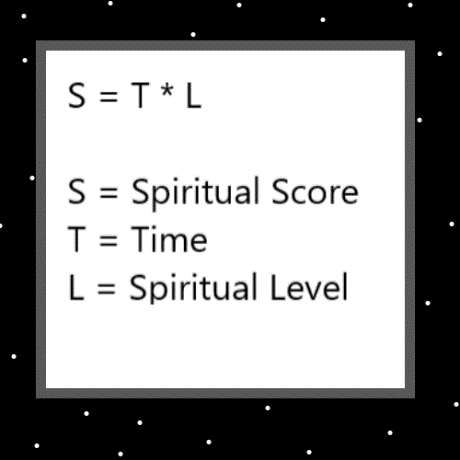 S = T * L
S = Spiritual Score
T = Time
L = Spiritual Level